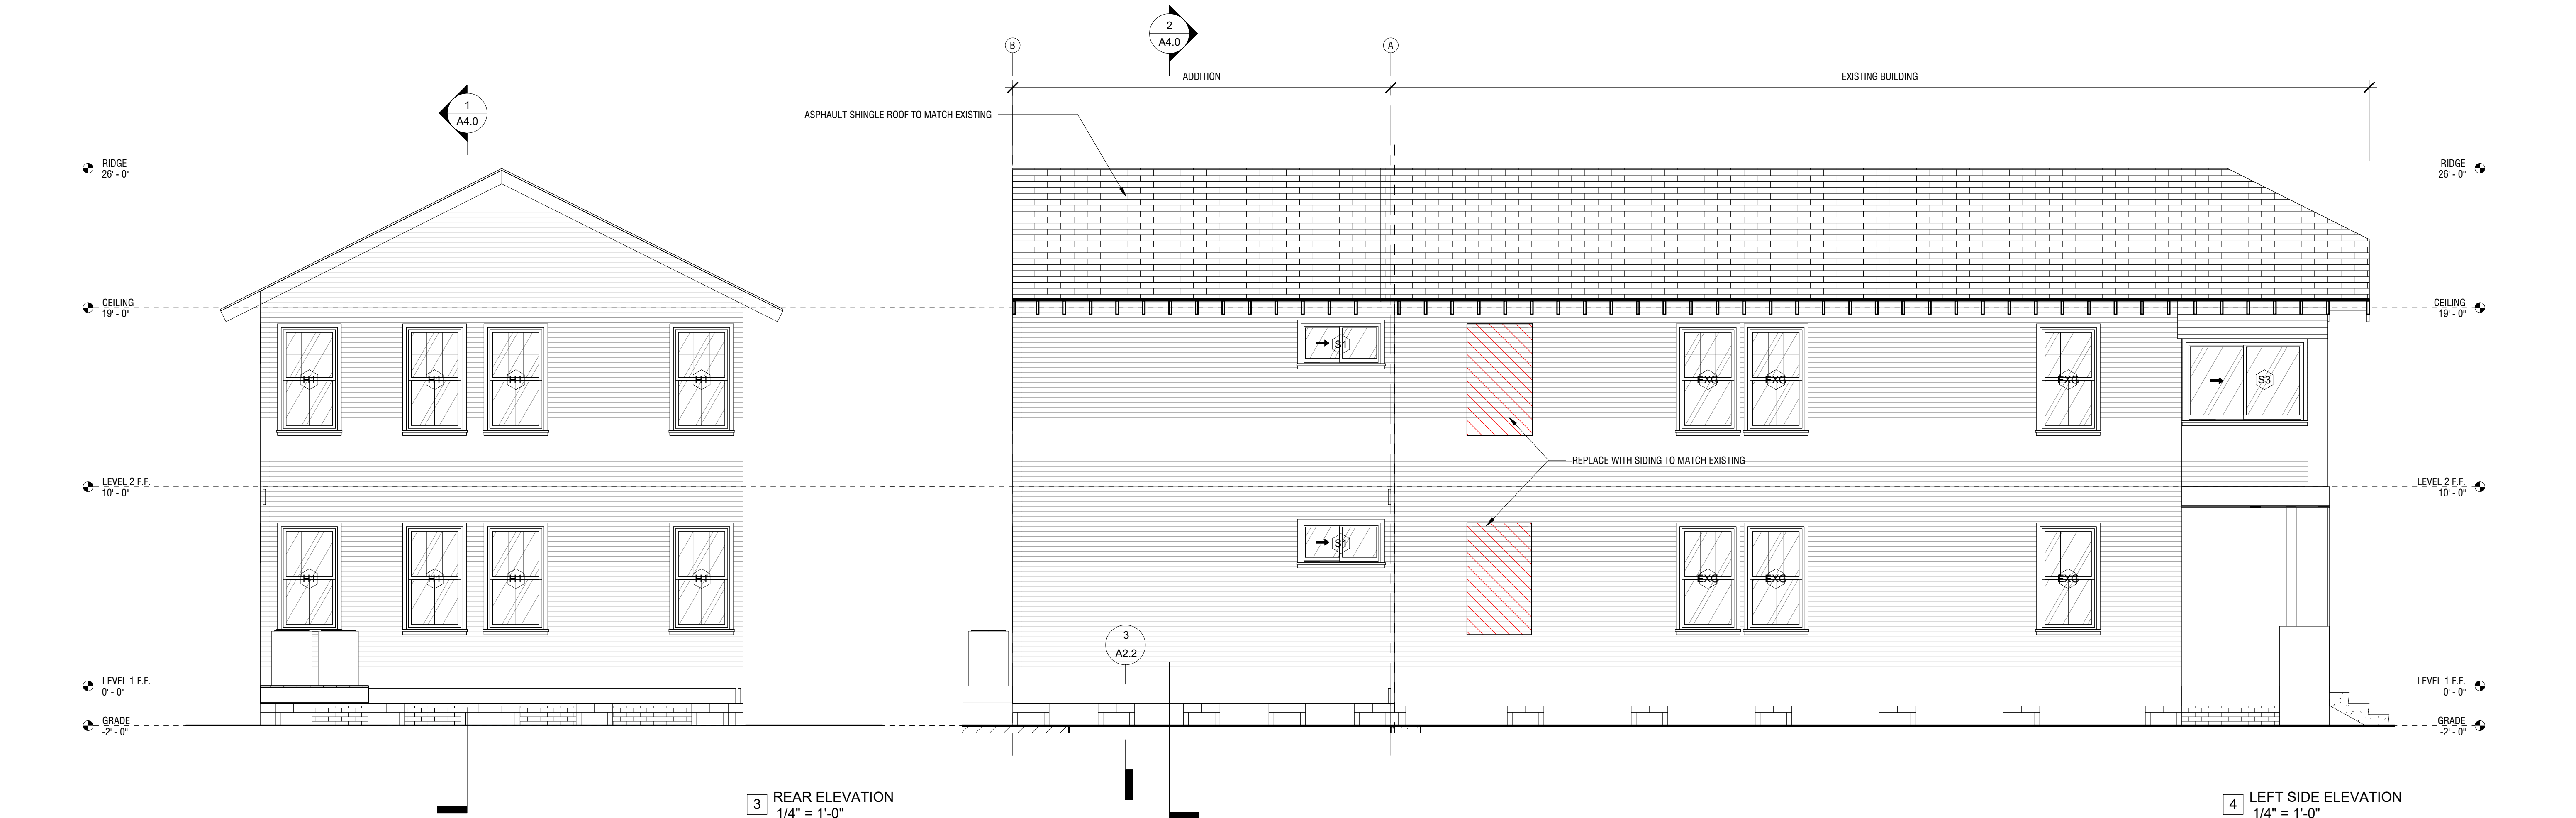 2
A4.0
B
A
ADDITION
EXISTING BUILDING
1
A4.0
ASPHAULT SHINGLE ROOF TO MATCH EXISTING
RIDGE
26' - 0"
RIDGE
26' - 0"
CEILING
19' - 0"
CEILING
19' - 0"
S1
H1
H1
H1
H1
EXG
EXG
EXG
S3
REPLACE WITH SIDING TO MATCH EXISTING
LEVEL 2 F.F.
10' - 0"
LEVEL 2 F.F.
10' - 0"
S1
H1
H1
H1
H1
EXG
EXG
EXG
3
A2.2
LEVEL 1 F.F.
0' - 0"
LEVEL 1 F.F.
0' - 0"
GRADE
-2' - 0"
GRADE
-2' - 0"
3
REAR ELEVATION
1/4" = 1'-0"
4
LEFT SIDE ELEVATION
1/4" = 1'-0"